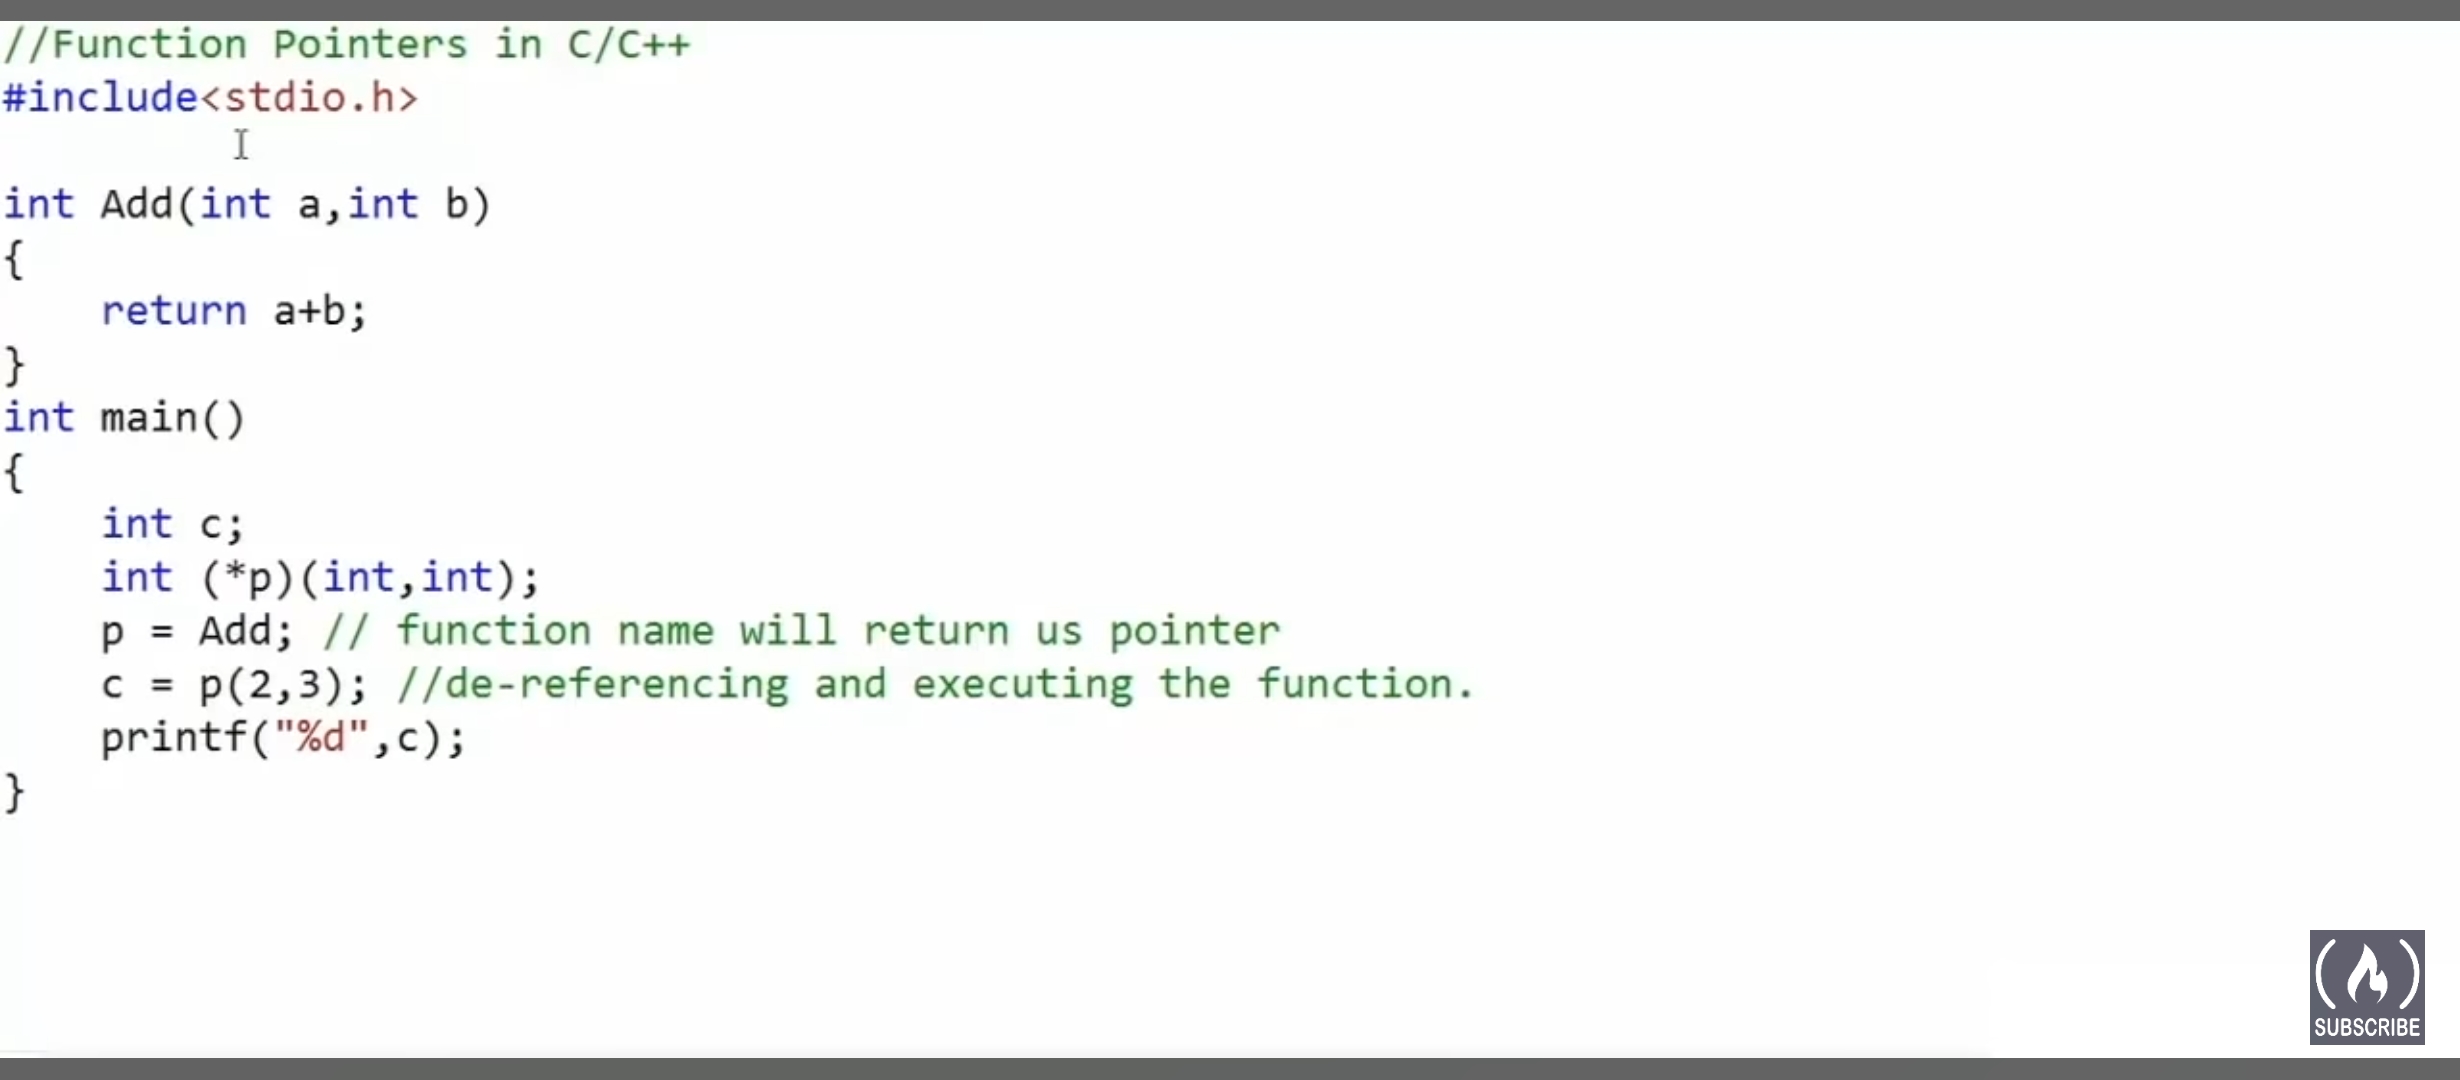 //Function Pointers in C/C++
#include<stdio.h>
int Add(int a,int b)
{
    return a+b;
}
int main()
{
    int c;
    int (*p)(int,int);
    p = Add; // function name will return us pointer
    c = p(2,3); //de-referencing and executing the function.
    printf("%d",c);
}
SUBSCRIBE